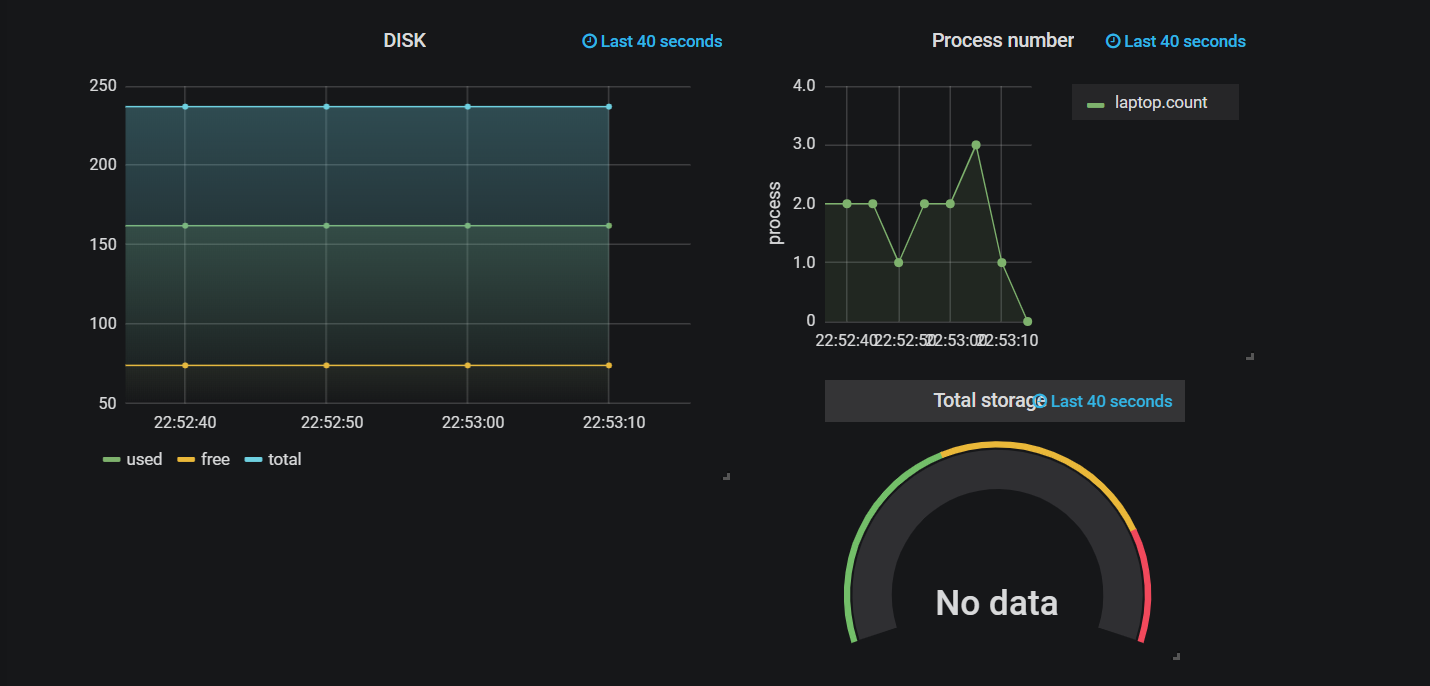 DISK
Last 40 seconds
250
200
150
100
50
22:52:40 22:52:50 22:53:00 22:53:10
used free total
Process number
Last 40 seconds
4.0
3.0
2.0
1.0
0
process
22:52:40 22:52:50 22:53:00 22:53:10
laptop.count
Total storage
Last 40 seconds
No data